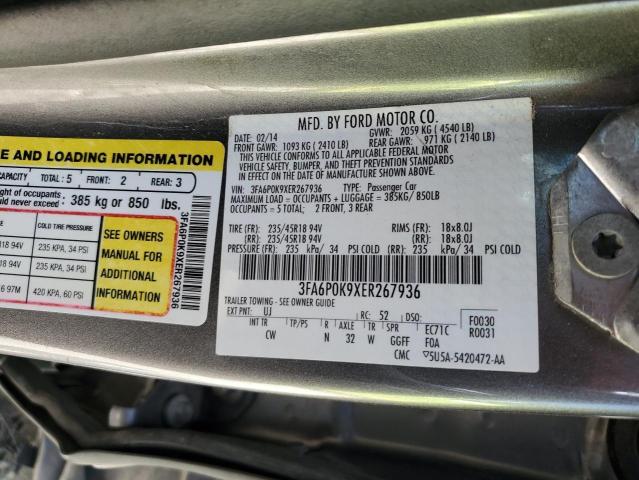 E AND LOADING INFORMATION
CAPACITY TOTAL: 5 FRONT: 2 REAR: 3
ght of occupants
ould never exceed: 385 kg or 850 lbs.
COLD TIRE PRESSURE
18 94V 235 KPA, 34 PSI
18 94V 235 KPA, 34 PSI
6 97M 420 KPA, 60 PSI
SEE OWNERS
MANUAL FOR
ADDITIONAL
INFORMATION
3FA6P0K9XER267936
MFD. BY FORD MOTOR CO.
DATE: 02/14 GVWR: 2059 KG ( 4540 LB)
FRONT GAWR: 1093 KG ( 2410 LB) REAR GAWR: 971 KG ( 2140 LB)
THIS VEHICLE CONFORMS TO ALL APPLICABLE FEDERAL MOTOR
VEHICLE SAFETY, BUMPER, AND THEFT PREVENTION STANDARDS
IN EFFECT ON THE DATE OF MANUFACTURE SHOWN ABOVE.
VIN: 3FA6P0K9XER267936 TYPE: Passenger Car
MAXIMUM LOAD = OCCUPANTS + LUGGAGE = 385KG/ 850LB
OCCUPANTS: 5 TOTAL: 2 FRONT, 3 REAR
TIRE (FR): 235/45R18 94V RIMS (FR): 18x8.0J
(RR): 235/45R18 94V (RR): 18x8.0J
PRESSURE (FR): 235 kPa/ 34 PSI COLD (RR): 235 kPa/ 34 PSI COLD
3FA6P0K9XER267936
TRAILER TOWING - SEE OWNER GUIDE
EXT PNT: UJ RC: 52 DSO:
INT TR TP/PS R AXLE TR SPR EC71C F0030
CW N 32 W GGFF F0A R0031
CMC 5U5A-5420472-AA